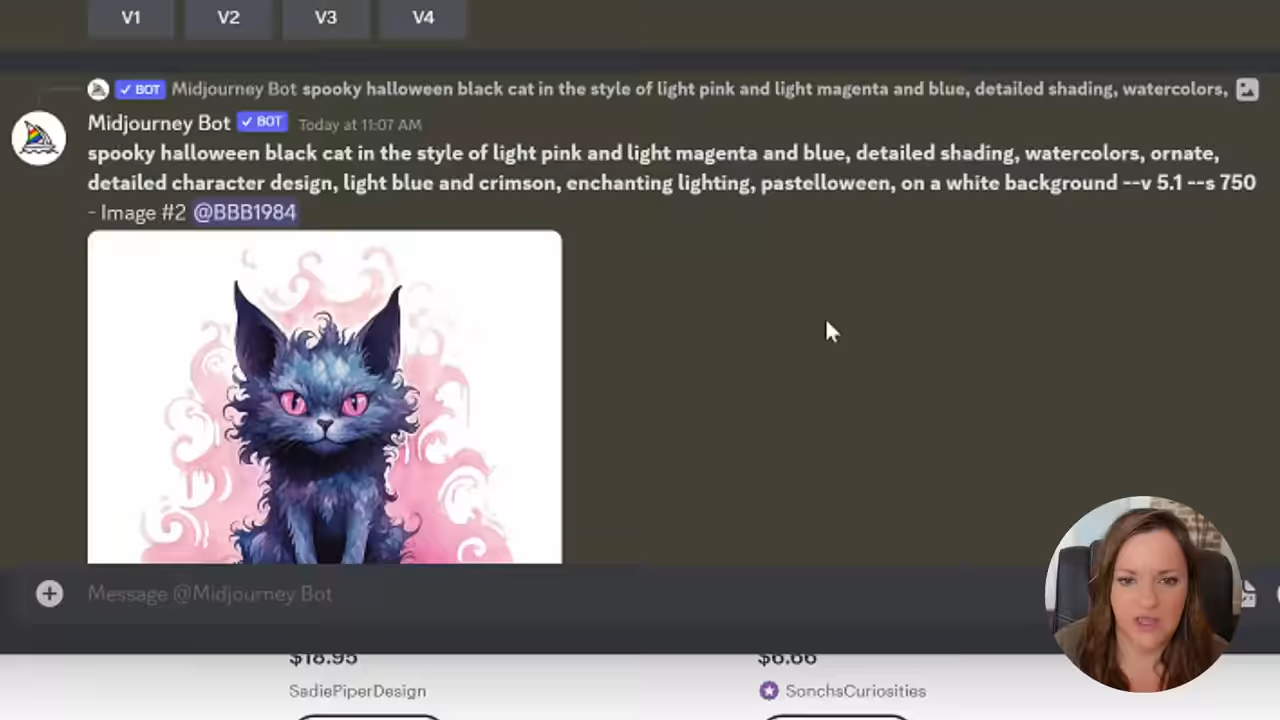 V1 V2 V3 V4
BOT Midjourney Bot spooky halloween black cat in the style of light pink and light magenta and blue, detailed shading, watercolors,
Midjourney Bot BOT Today at 11:07 AM
spooky halloween black cat in the style of light pink and light magenta and blue, detailed shading, watercolors, ornate,
detailed character design, light blue and crimson, enchanting lighting, pastelloween, on a white background --v 5.1 --s 750
- Image #2 @BBB1984
Message @Midjourney Bot
$18.95 $6.66
SadiePiperDesign SonchsCuriosities